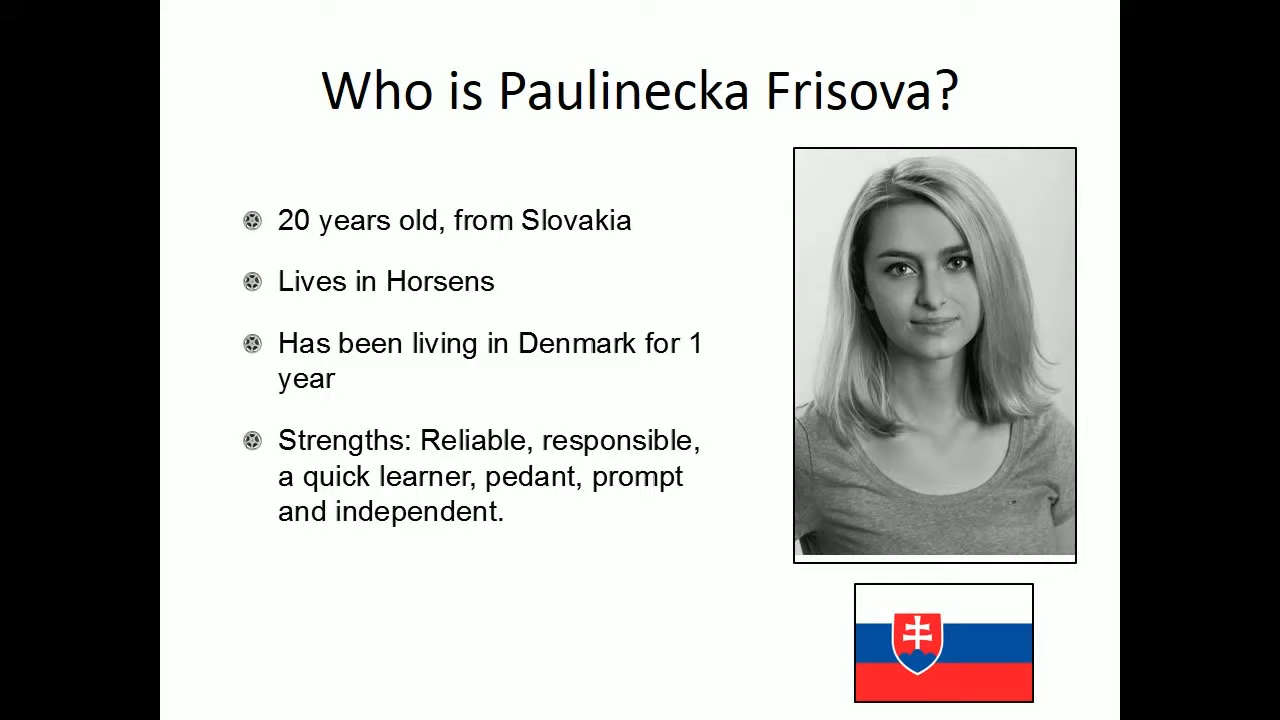 Who is Paulinecka Frisova?
20 years old, from Slovakia
Lives in Horsens
Has been living in Denmark for 1
year
Strengths: Reliable, responsible,
a quick learner, pedant, prompt
and independent.